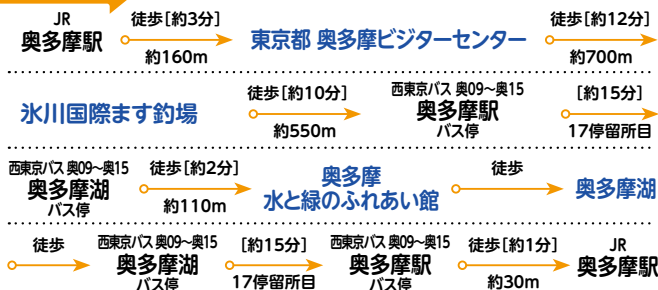 JR
奥多摩駅
徒歩[約3分]
約160m
東京都 奥多摩ビジターセンター
徒歩[約12分]
約700m
氷川国際ます釣場
徒歩[約10分]
約550m
西東京バス 奥09〜奥15
奥多摩駅
バス停
[約15分]
17停留所目
西東京バス 奥09〜奥15
奥多摩湖
バス停
徒歩[約2分]
約110m
奥多摩
水と緑のふれあい館
徒歩
奥多摩湖
徒歩
西東京バス 奥09〜奥15
奥多摩湖
バス停
[約15分]
17停留所目
西東京バス 奥09〜奥15
奥多摩駅
バス停
徒歩[約1分]
約30m
JR
奥多摩駅